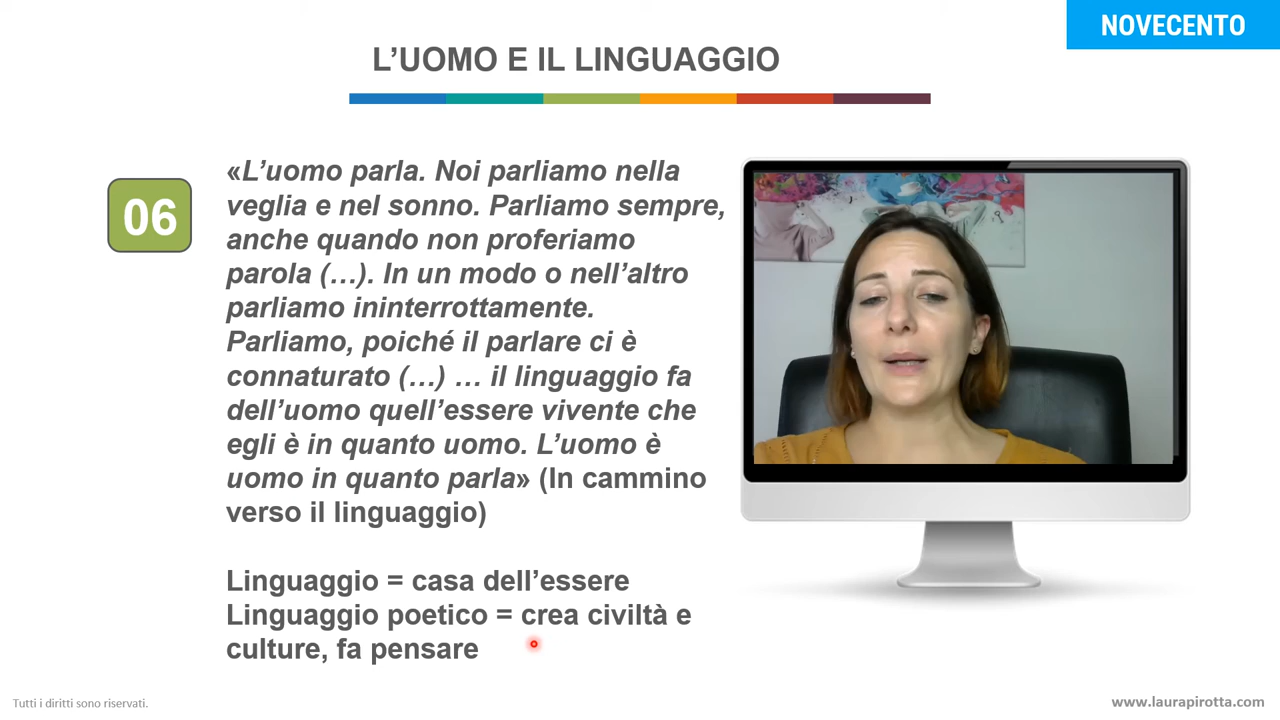 NOVECENTO
L’UOMO E IL LINGUAGGIO
06
«L’uomo parla. Noi parliamo nella
veglia e nel sonno. Parliamo sempre,
anche quando non proferiamo
parola (…). In un modo o nell’altro
parliamo ininterrottamente.
Parliamo, poiché il parlare ci è
connaturato (…) … il linguaggio fa
dell’uomo quell’essere vivente che
egli è in quanto uomo. L’uomo è
uomo in quanto parla» (In cammino
verso il linguaggio)
Linguaggio = casa dell’essere
Linguaggio poetico = crea civiltà e
culture, fa pensare
Tutti i diritti sono riservati.
www.laurapirotta.com